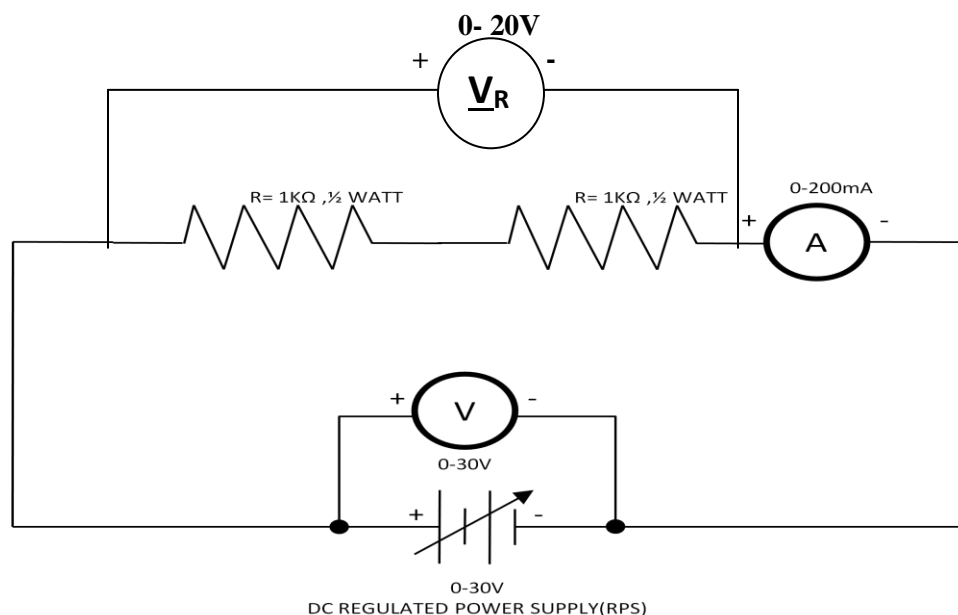 0- 20V
+ -
V R
R= 1KΩ ,½ WATT R= 1KΩ ,½ WATT
0-200mA
+ -
A
+ -
V
0-30V
+ -
0-30V
DC REGULATED POWER SUPPLY(RPS)